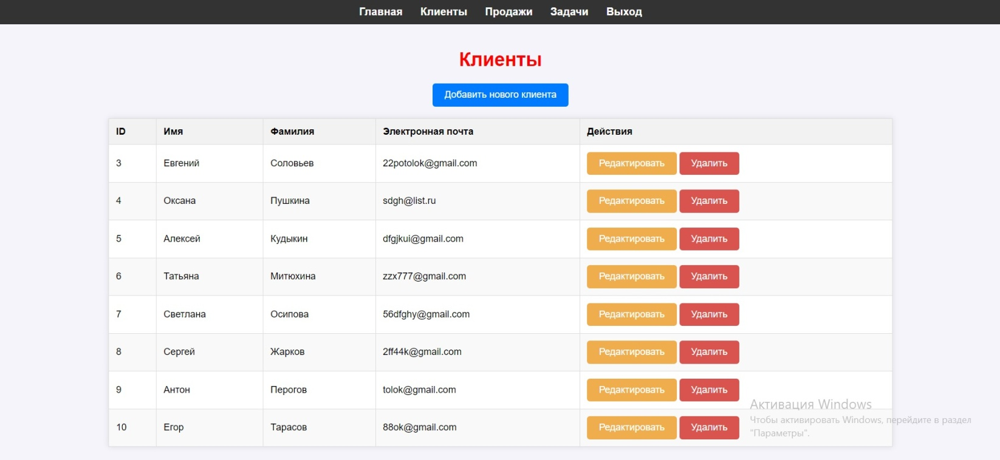 Главная Клиенты Продажи Задачи Выход
Клиенты
Добавить нового клиента
ID Имя Фамилия Электронная почта Действия
3 Евгений Соловьев 22potolok@gmail.com Редактировать Удалить
4 Оксана Пушкина sdgh@list.ru Редактировать Удалить
5 Алексей Кудыкин dfgjkui@gmail.com Редактировать Удалить
6 Татьяна Митюхина zzx777@gmail.com Редактировать Удалить
7 Светлана Осипова 56dfghy@gmail.com Редактировать Удалить
8 Сергей Жарков 2ff44k@gmail.com Редактировать Удалить
9 Антон Перогов tolok@gmail.com Редактировать Удалить
10 Егор Тарасов 88ok@gmail.com Редактировать Удалить
Активация Windows
Чтобы активировать Windows, перейдите в раздел
"Параметры".